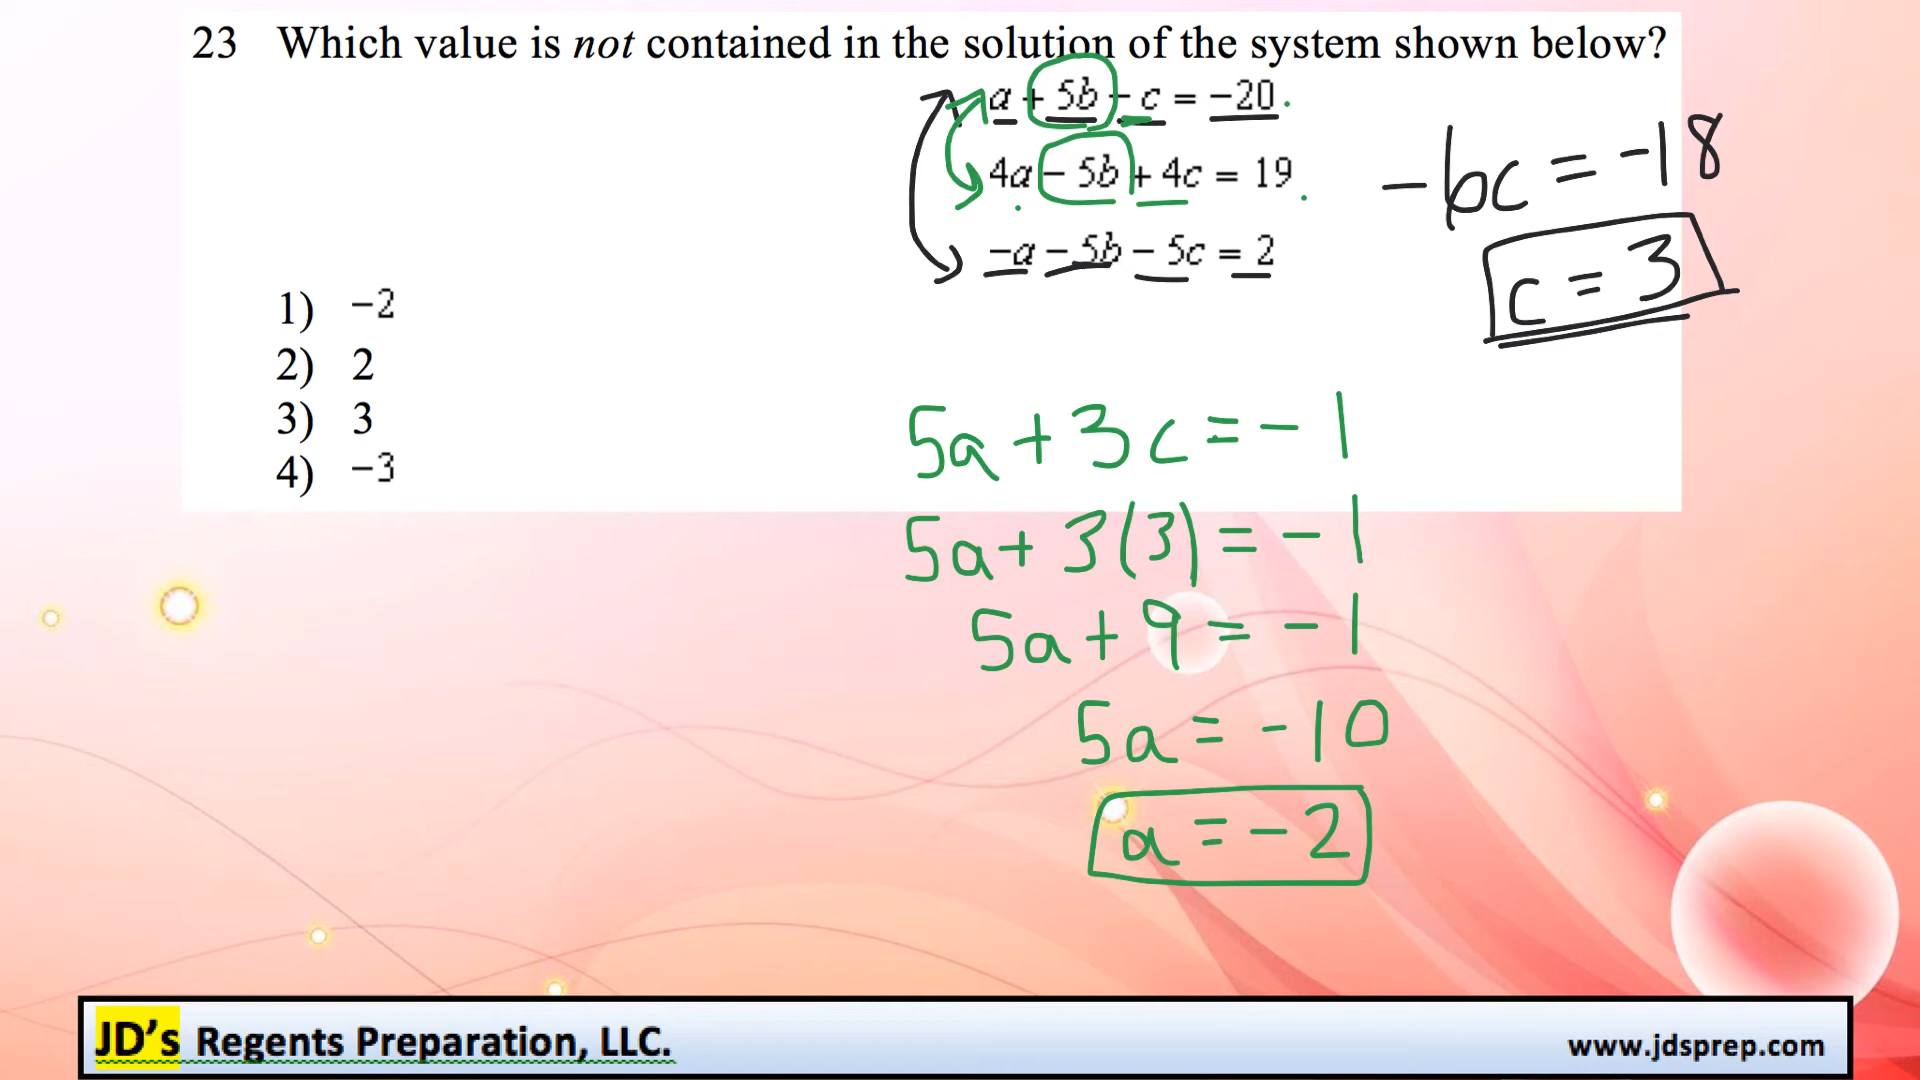 23 Which value is not contained in the solution of the system shown below?
a + 5b - c = -20
4a - 5b + 4c = 19
-a - 5b - 5c = 2
-6c = -18
c = 3
1) -2
2) 2
3) 3
4) -3
5a + 3c = -1
5a + 3(3) = -1
5a + 9 = -1
5a = -10
a = -2
JD's Regents Preparation, LLC.
www.jdsprep.com